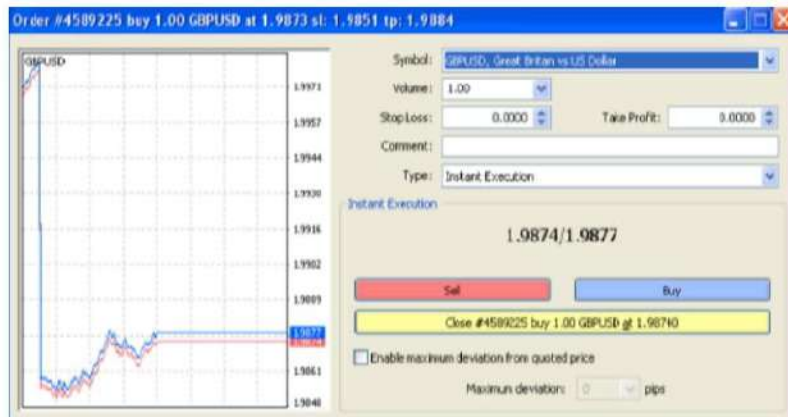 Order #4589225 buy 1.00 GBPUSD at 1.9873 sl: 1.9851 tp: 1.9884
GBPUSD
1.9971
1.9957
1.9944
1.9930
1.9916
1.9902
1.9889
1.9877
1.9874
1.9861
1.9848
Symbol: GBPUSD, Great Britan vs US Dollar
Volume: 1.00
Stop Loss: 0.0000 Take Profit: 0.0000
Comment:
Type: Instant Execution
Instant Execution
1.9874/1.9877
Sell Buy
Close #4589225 buy 1.00 GBPUSD at 1.98740
Enable maximum deviation from quoted price
Maximum deviation: 0 pips